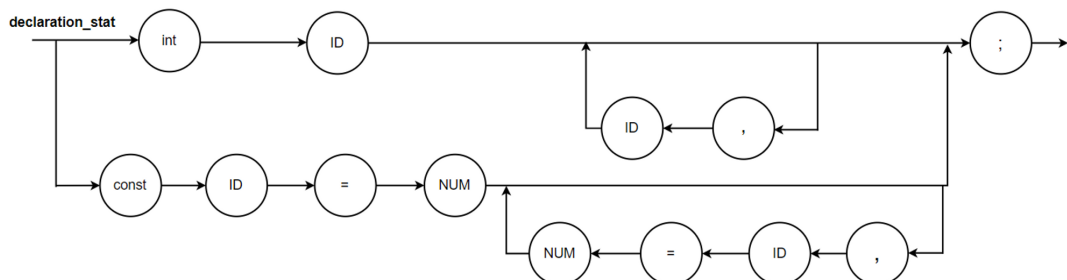 declaration_stat
int ID ;
ID ,
const ID = NUM
NUM = ID ,